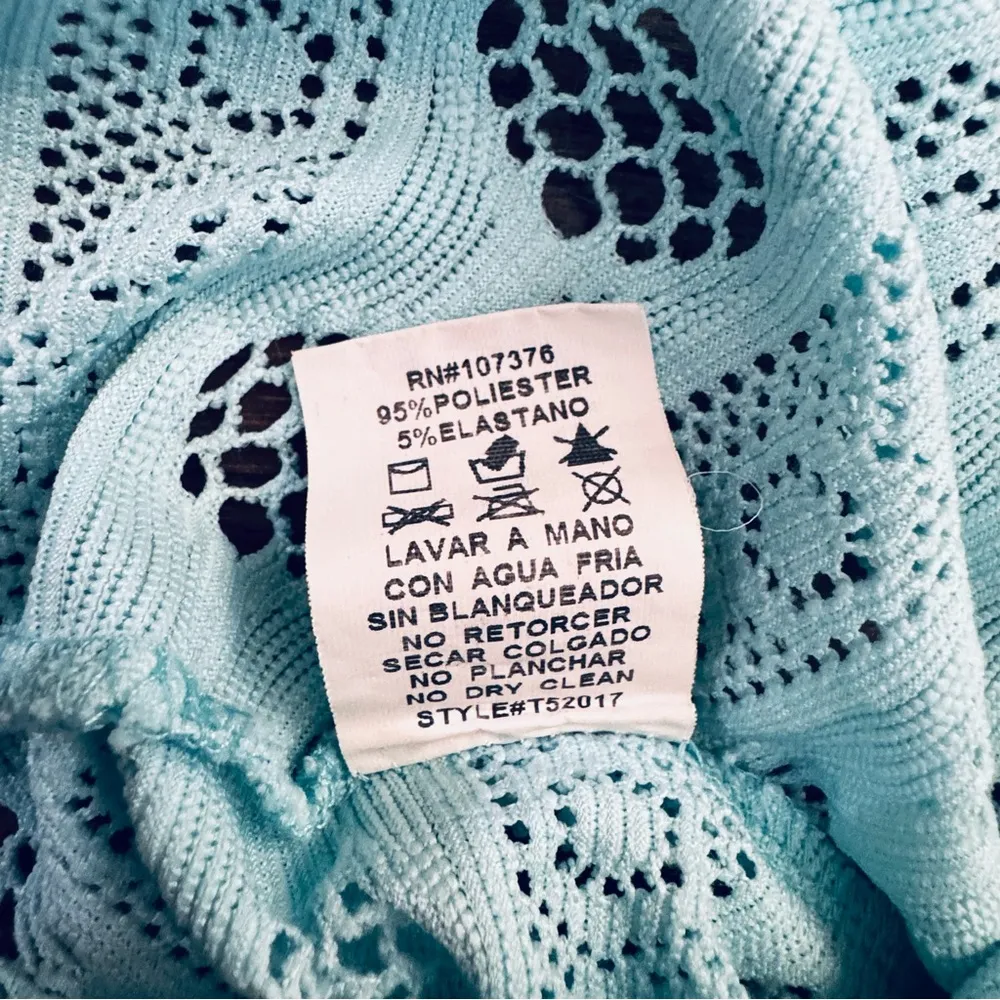 RN#107376
95%POLIESTER
5%ELASTANO
LAVAR A MANO
CON AGUA FRIA
SIN BLANQUEADOR
NO RETORCER
SECAR COLGADO
NO PLANCHAR
NO DRY CLEAN
STYLE#T52017